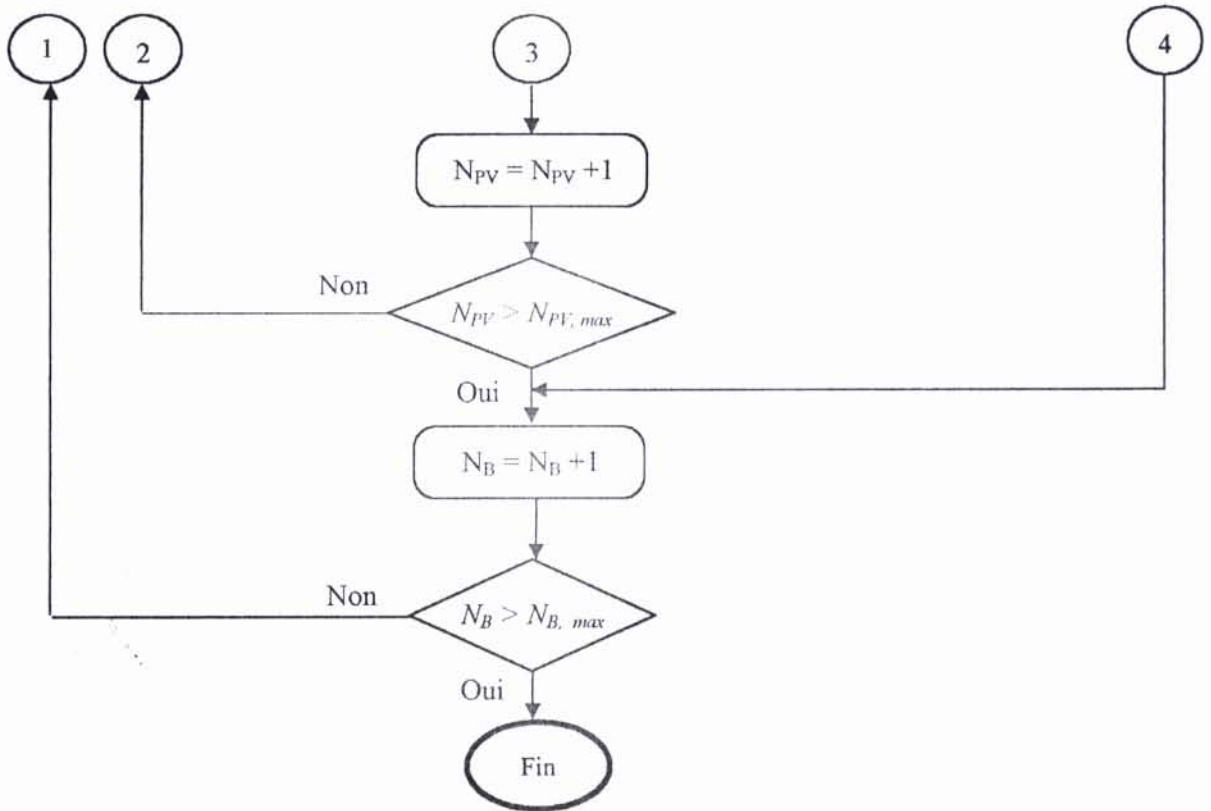 1
2
3
4
N_PV = N_PV +1
Non
N_PV > N_PV, max
Oui
N_B = N_B +1
Non
N_B > N_B, max
Oui
Fin